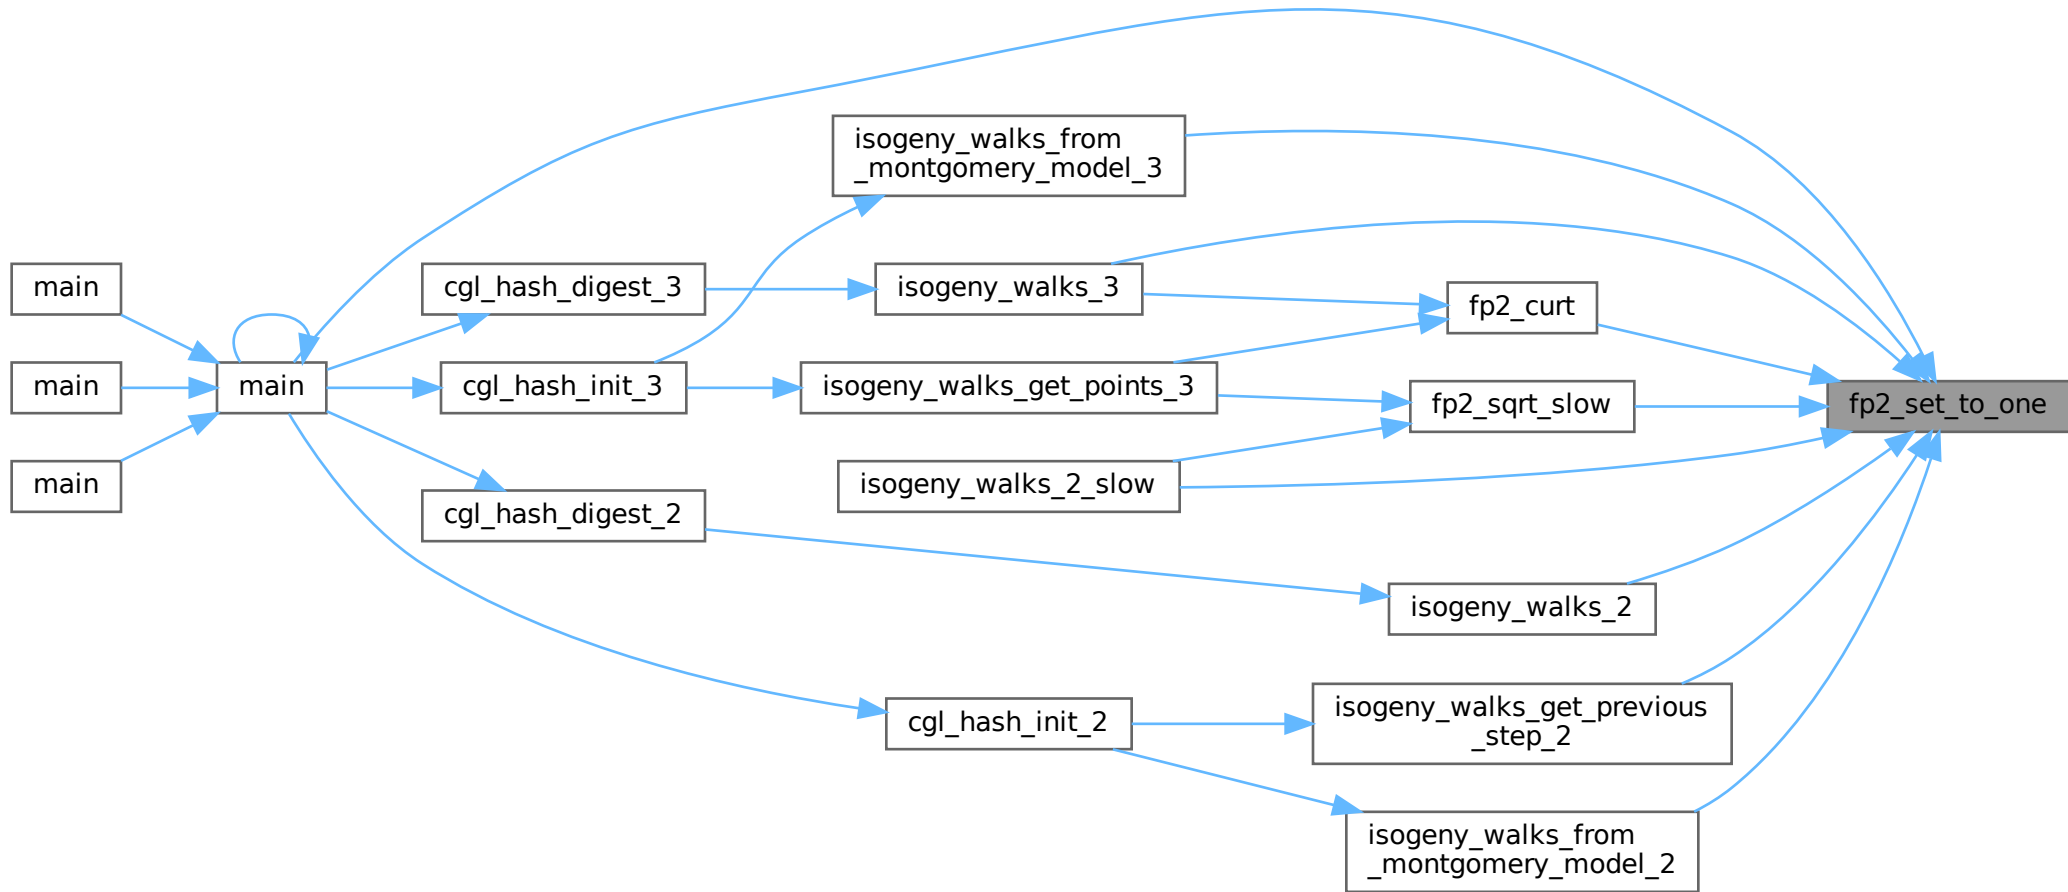 isogeny_walks_from
_montgomery_model_3
main
cgl_hash_digest_3
isogeny_walks_3
fp2_curt
main
main
cgl_hash_init_3
isogeny_walks_get_points_3
fp2_sqrt_slow
fp2_set_to_one
main
isogeny_walks_2_slow
cgl_hash_digest_2
isogeny_walks_2
cgl_hash_init_2
isogeny_walks_get_previous
_step_2
isogeny_walks_from
_montgomery_model_2